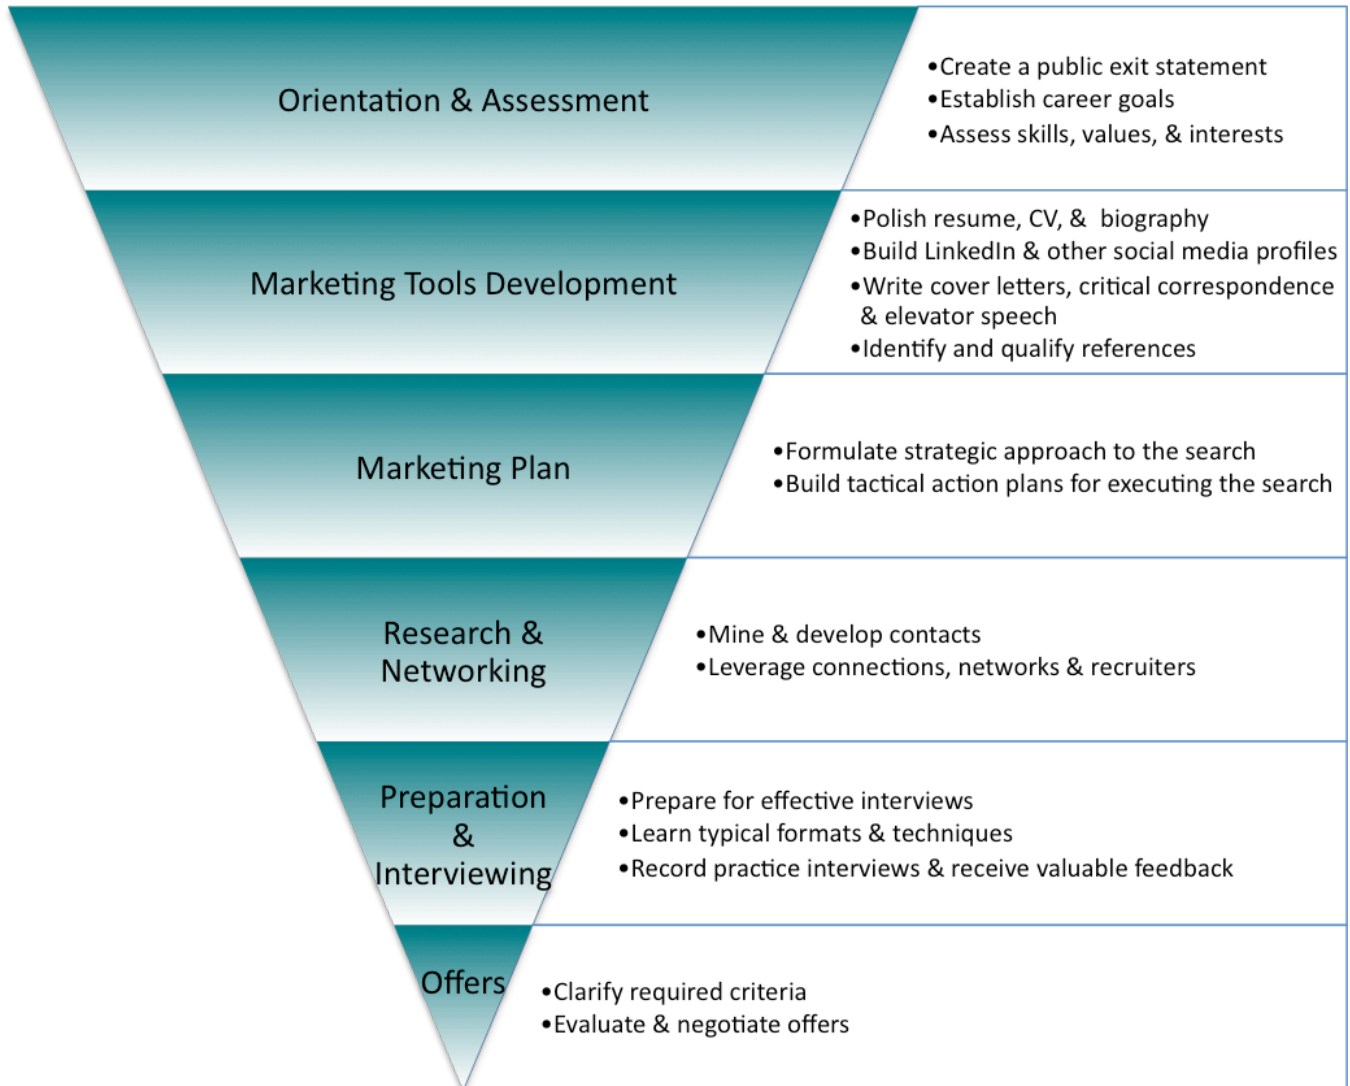 Orientation & Assessment
•Create a public exit statement
•Establish career goals
•Assess skills, values, & interests
Marketing Tools Development
•Polish resume, CV, &  biography
•Build LinkedIn & other social media profiles
•Write cover letters, critical correspondence
& elevator speech
•Identify and qualify references
Marketing Plan
•Formulate strategic approach to the search
•Build tactical action plans for executing the search
Research &
Networking
•Mine & develop contacts
•Leverage connections, networks & recruiters
Preparation
&
Interviewing
•Prepare for effective interviews
•Learn typical formats & techniques
•Record practice interviews & receive valuable feedback
Offers
•Clarify required criteria
•Evaluate & negotiate offers